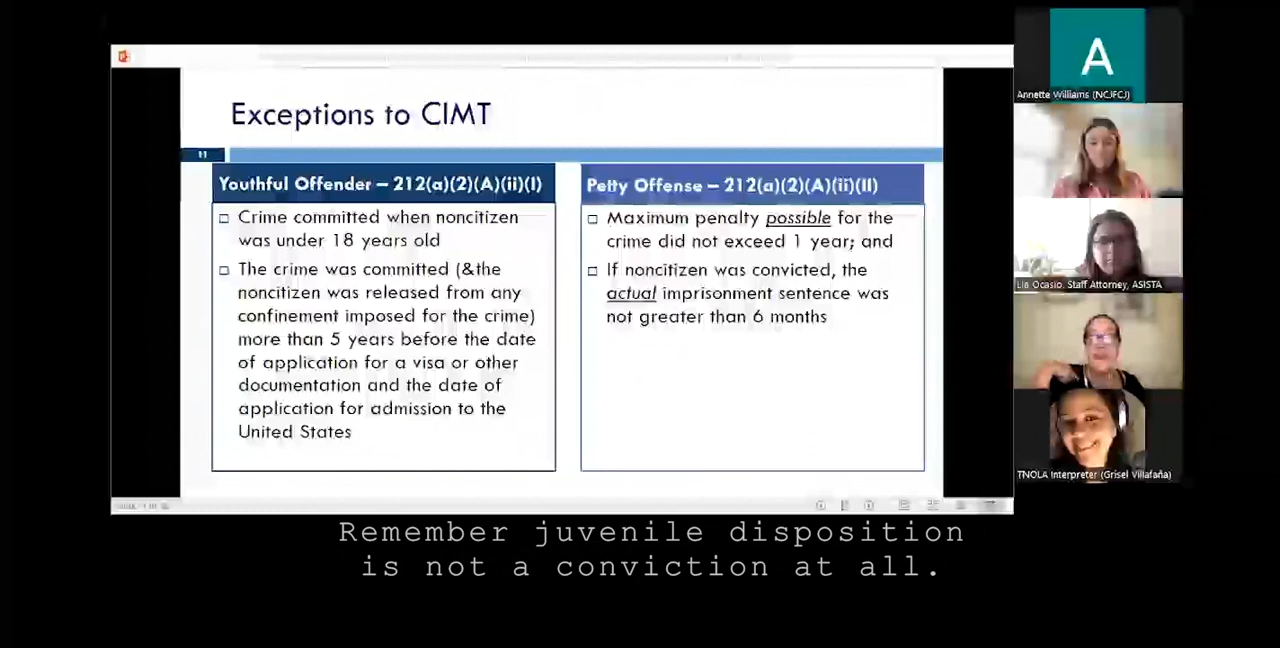 Exceptions to CIMT
11
Youthful Offender – 212(a)(2)(A)(ii)(I)
Crime committed when noncitizen
was under 18 years old
The crime was committed (&the
noncitizen was released from any
confinement imposed for the crime)
more than 5 years before the date
of application for a visa or other
documentation and the date of
application for admission to the
United States
Petty Offense – 212(a)(2)(A)(ii)(II)
Maximum penalty possible for the
crime did not exceed 1 year; and
If noncitizen was convicted, the
actual imprisonment sentence was
not greater than 6 months
A
Annette Williams (NCJFCJ)
Lia Ocasio, Staff Attorney, ASISTA
TNOLA Interpreter (Grisel Villafaña)
Remember juvenile disposition
is not a conviction at all.